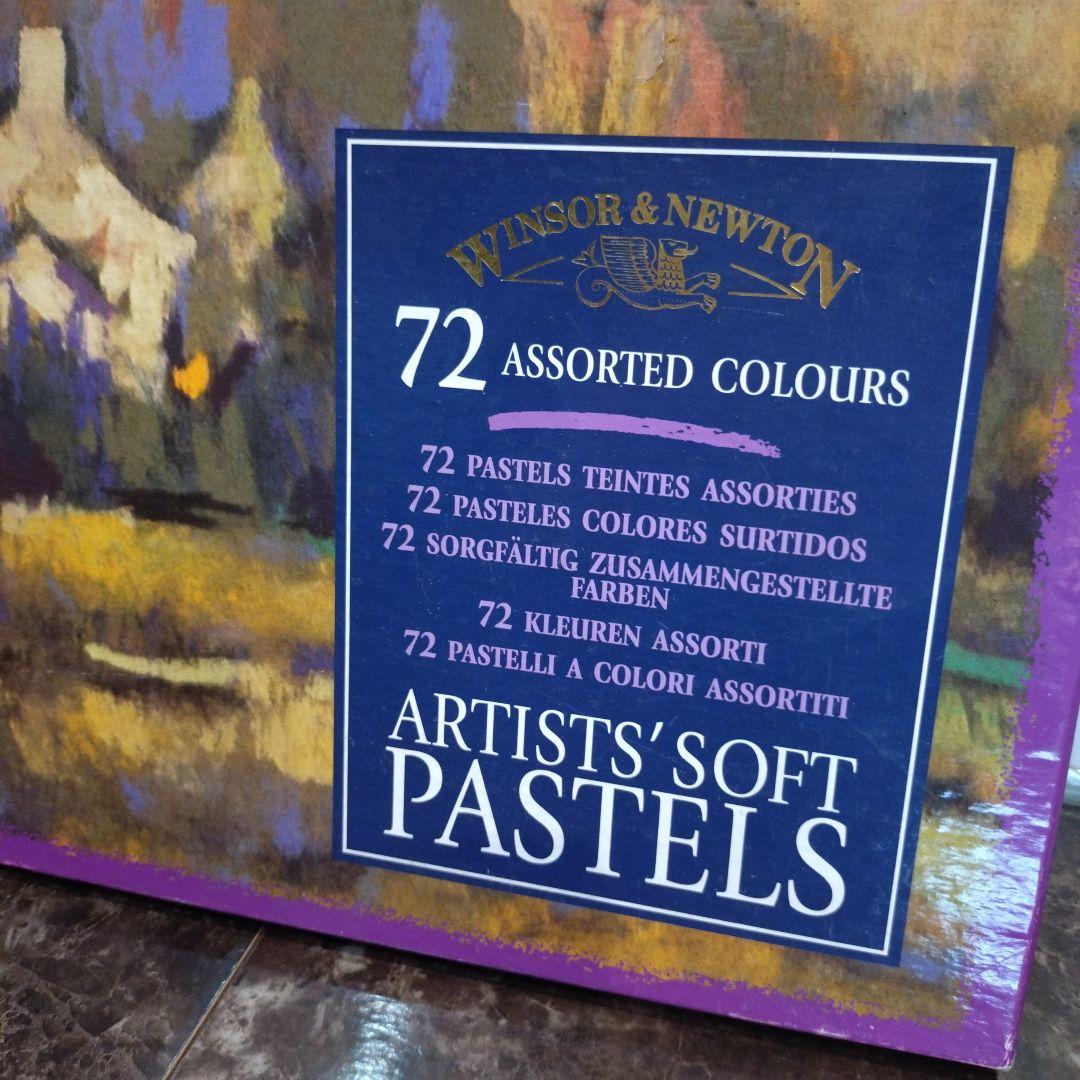 WINSOR & NEWTON
72 ASSORTED COLOURS
72 PASTELS TEINTES ASSORTIES
72 PASTELES COLORES SURTIDOS
72 SORGFÄLTIG ZUSAMMENGESTELLTE
FARBEN
72 KLEUREN ASSORTI
72 PASTELLI A COLORI ASSORTITI
ARTISTS' SOFT
PASTELS